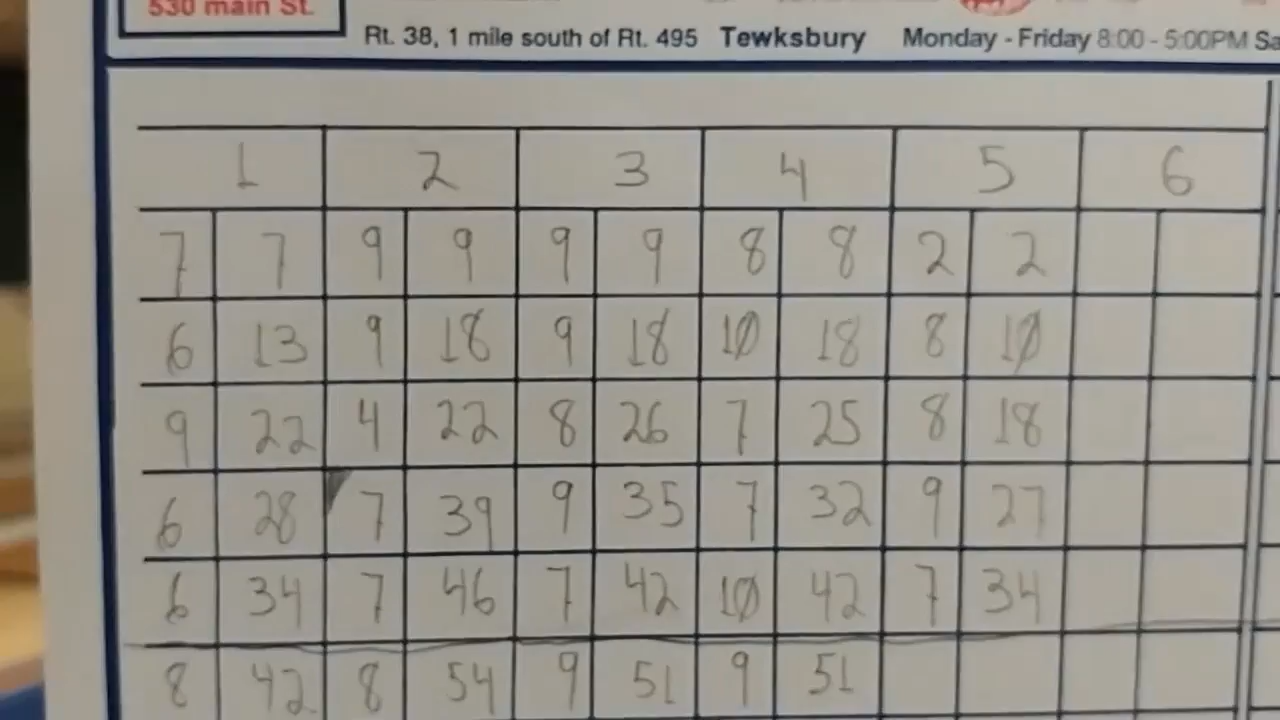 530 main St.
Rt. 38, 1 mile south of Rt. 495 Tewksbury Monday - Friday 8:00 - 5:00PM Sa
1 2 3 4 5 6
7 7 9 9 9 9 8 8 2 2
6 13 9 18 9 18 10 18 8 10
9 22 4 22 8 26 7 25 8 18
6 28 7 39 9 35 7 32 9 27
6 34 7 46 7 42 10 42 7 34
8 42 8 54 9 51 9 51